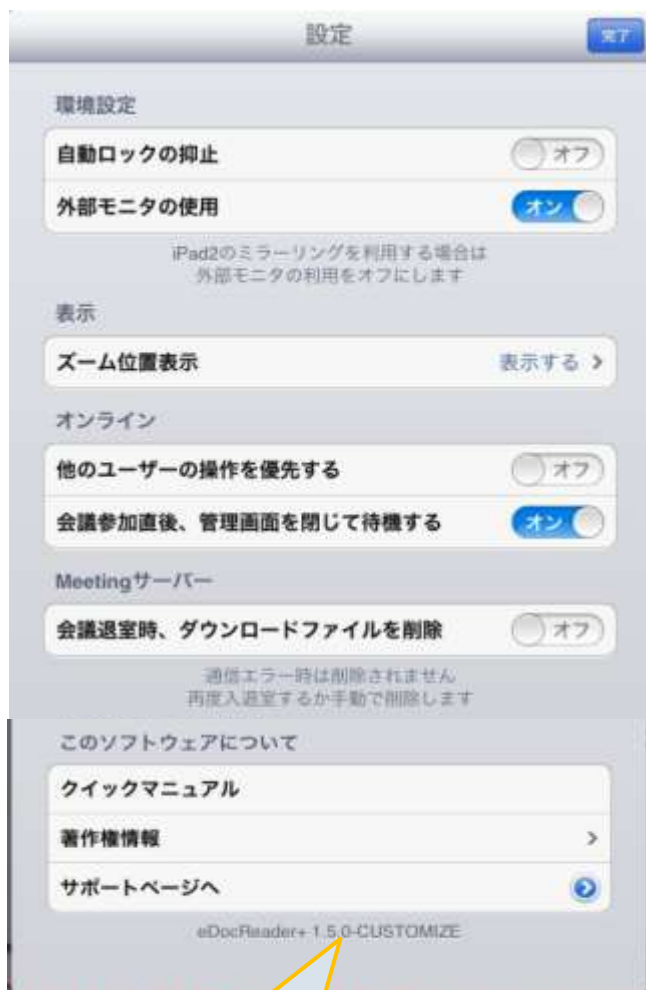 設定
完了
環境設定
自動ロックの抑止 オフ
外部モニタの使用 オン
iPad2のミラーリングを利用する場合は
外部モニタの利用をオフにします
表示
ズーム位置表示 表示する
オンライン
他のユーザーの操作を優先する オフ
会議参加直後、管理画面を閉じて待機する オン
Meetingサーバー
会議退室時、ダウンロードファイルを削除 オフ
通信エラー時は削除されません
再度入退室するか手動で削除します
このソフトウェアについて
クイックマニュアル
著作権情報
サポートページへ
eDocReader+ 1.5.0-CUSTOMIZE